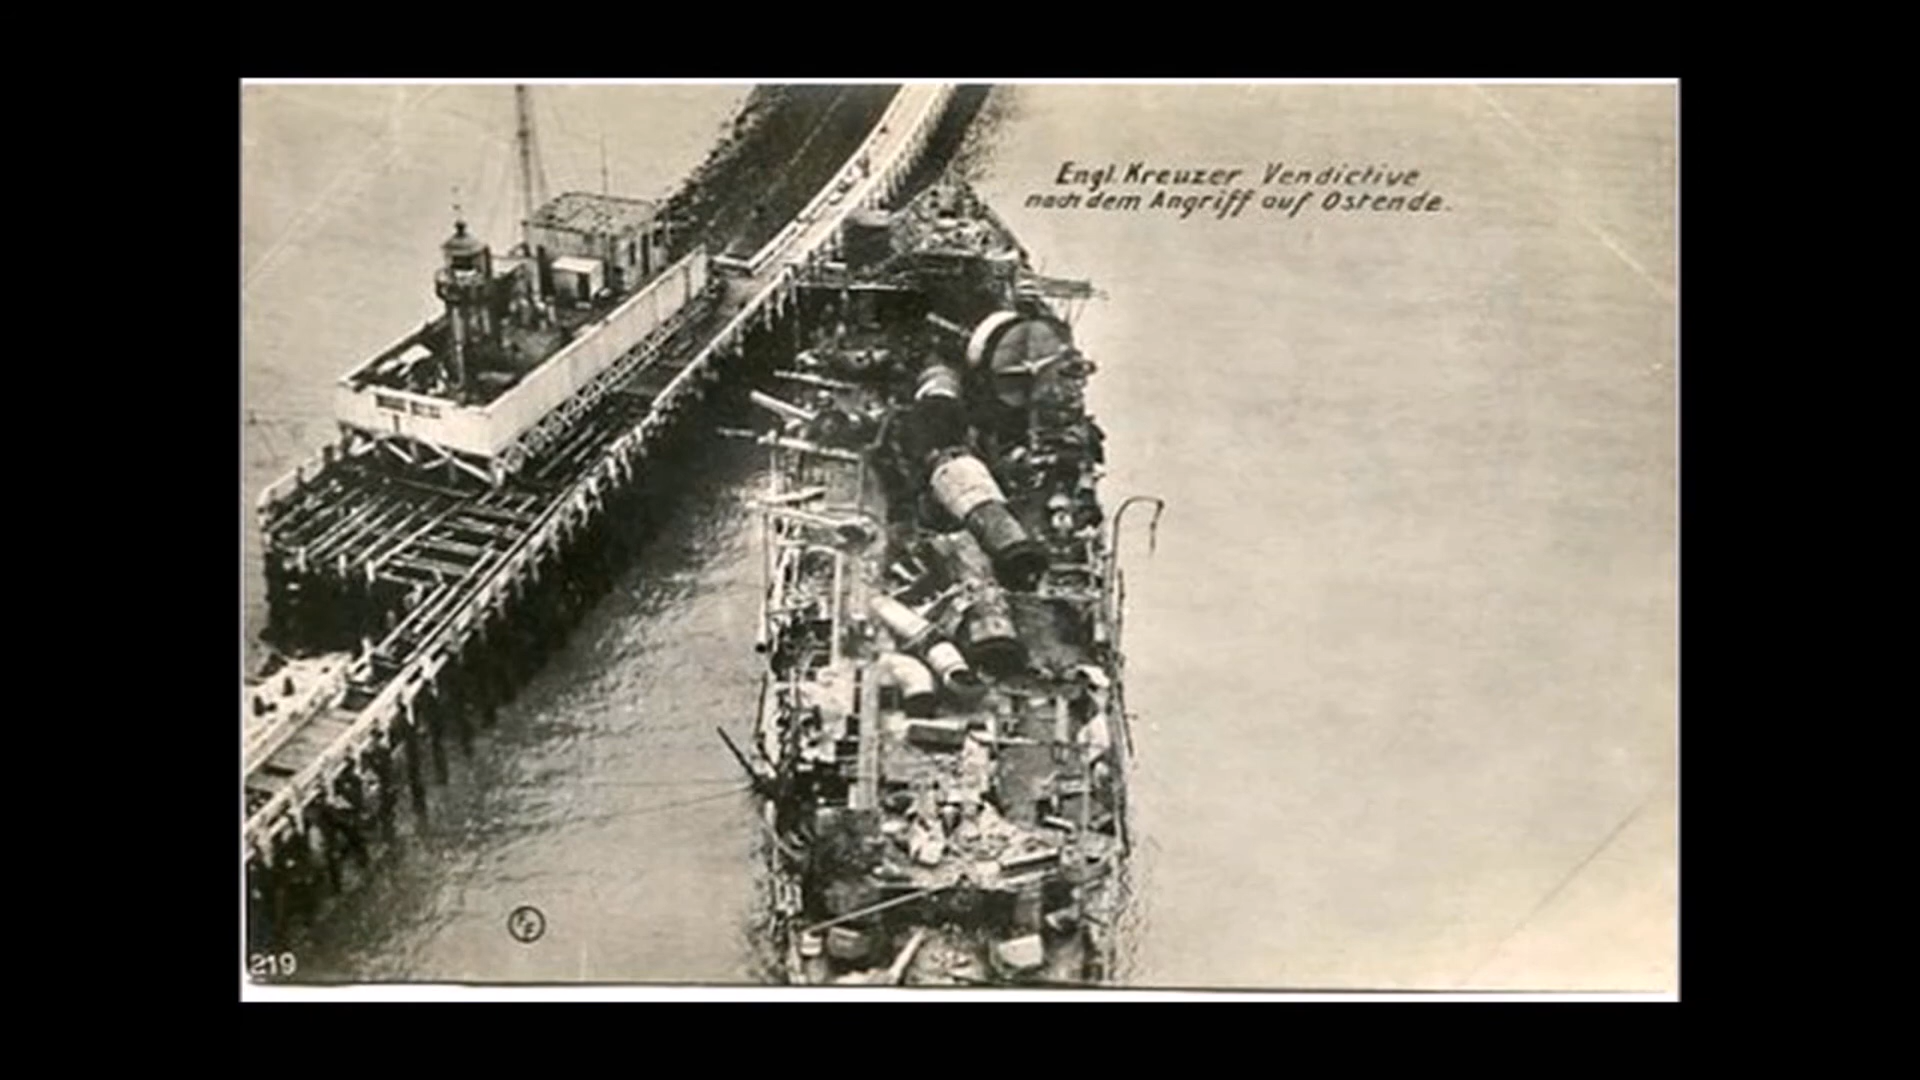 Engl. Kreuzer Vendictive
nach dem Angriff auf Ostende.
219